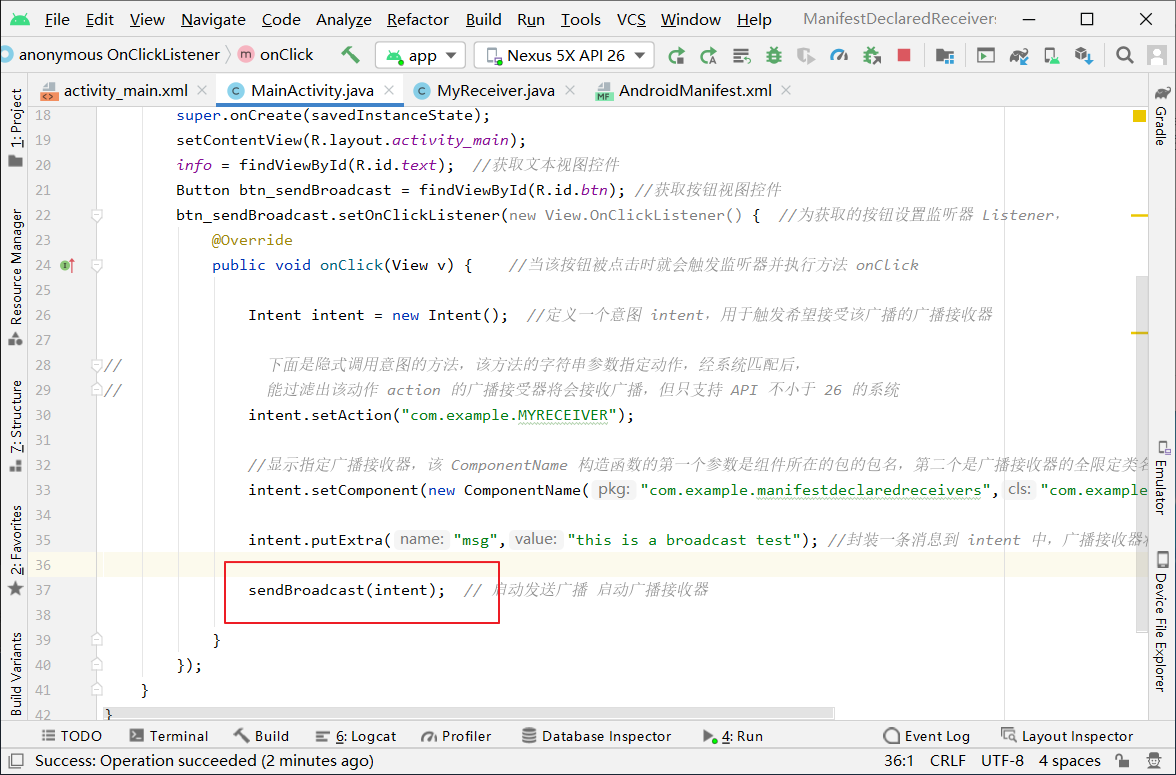 File Edit View Navigate Code Analyze Refactor Build Run Tools VCS Window Help ManifestDeclaredReceivers
anonymous OnClickListener onClick app Nexus 5X API 26
activity_main.xml MainActivity.java MyReceiver.java AndroidManifest.xml
1: Project
Resource Manager
Z: Structure
2: Favorites
Build Variants
18 super.onCreate(savedInstanceState);
19 setContentView(R.layout.activity_main);
20 info = findViewById(R.id.text); //获取文本视图控件
21 Button btn_sendBroadcast = findViewById(R.id.btn); //获取按钮视图控件
22 btn_sendBroadcast.setOnClickListener(new View.OnClickListener() { //为获取的按钮设置监听器 Listener,
23 @Override
24 public void onClick(View v) { //当该按钮被点击时就会触发监听器并执行方法 onClick
25
26 Intent intent = new Intent(); //定义一个意图 intent，用于触发希望接受该广播的广播接收器
27
28 // 下面是隐式调用意图的方法，该方法的字符串参数指定动作，经系统匹配后，
29 // 能过滤出该动作 action 的广播接受器将会接收广播，但只支持 API 不小于 26 的系统
30 intent.setAction("com.example.MYRECEIVER");
31
32 //显示指定广播接收器，该 ComponentName 构造函数的第一个参数是组件所在的包的包名，第二个是广播接收器的全限定类名
33 intent.setComponent(new ComponentName( pkg: "com.example.manifestdeclaredreceivers", cls: "com.example
34
35 intent.putExtra( name: "msg", value: "this is a broadcast test"); //封装一条消息到 intent 中，广播接收器
36
37 sendBroadcast(intent); // 启动发送广播 启动广播接收器
38
39 }
40 });
41 }
42 }
Gradle
Emulator
Device File Explorer
TODO Terminal Build 6: Logcat Profiler Database Inspector 4: Run Event Log Layout Inspector
Success: Operation succeeded (2 minutes ago) 36:1 CRLF UTF-8 4 spaces